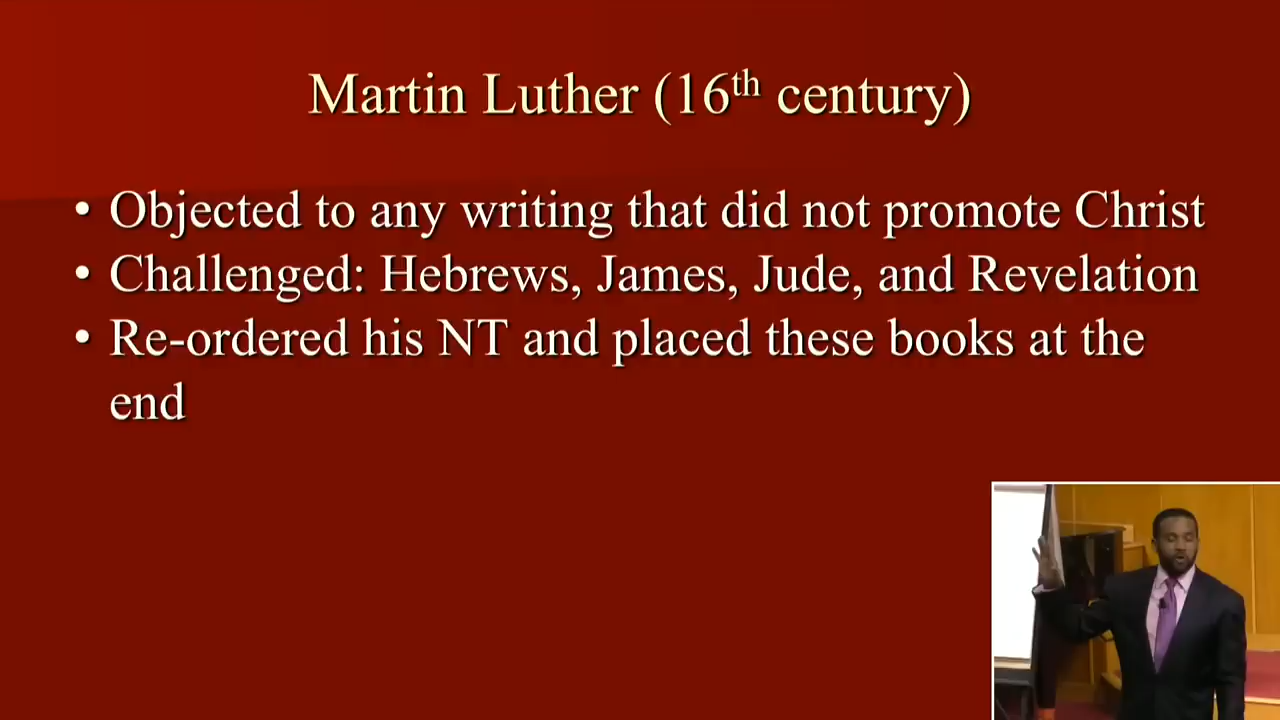 Martin Luther (16th century)
• Objected to any writing that did not promote Christ
• Challenged: Hebrews, James, Jude, and Revelation
• Re-ordered his NT and placed these books at the
end